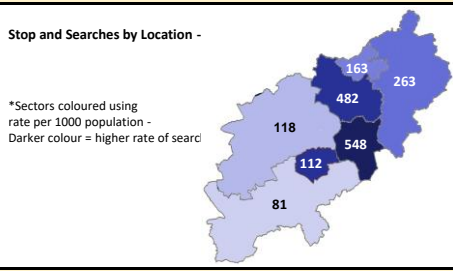 Stop and Searches by Location -
*Sectors coloured using
rate per 1000 population -
Darker colour = higher rate of searc
163
263
482
118
548
112
81